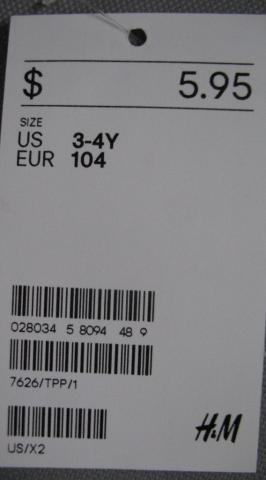 $ 5.95
SIZE
US 3-4Y
EUR 104
028034 5 8094 48 9
7626/TPP/1
H&M
US/X2